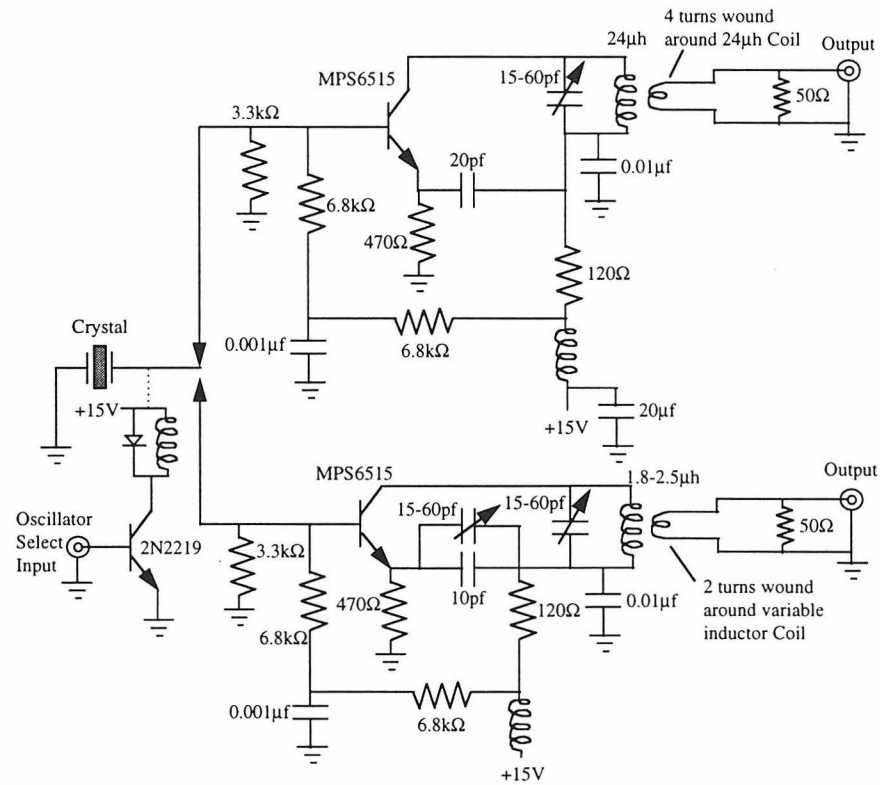 4 turns wound
around 24µh Coil
24µh
Output
MPS6515
15-60pf
50Ω
3.3kΩ
20pf
0.01µf
6.8kΩ
470Ω
120Ω
Crystal
0.001µf
6.8kΩ
+15V
20µf
+15V
MPS6515
1.8-2.5µh
Output
15-60pf
15-60pf
Oscillator
Select
Input
2N2219
3.3kΩ
50Ω
470Ω
10pf
120Ω
0.01µf
2 turns wound
around variable
inductor Coil
6.8kΩ
0.001µf
6.8kΩ
+15V